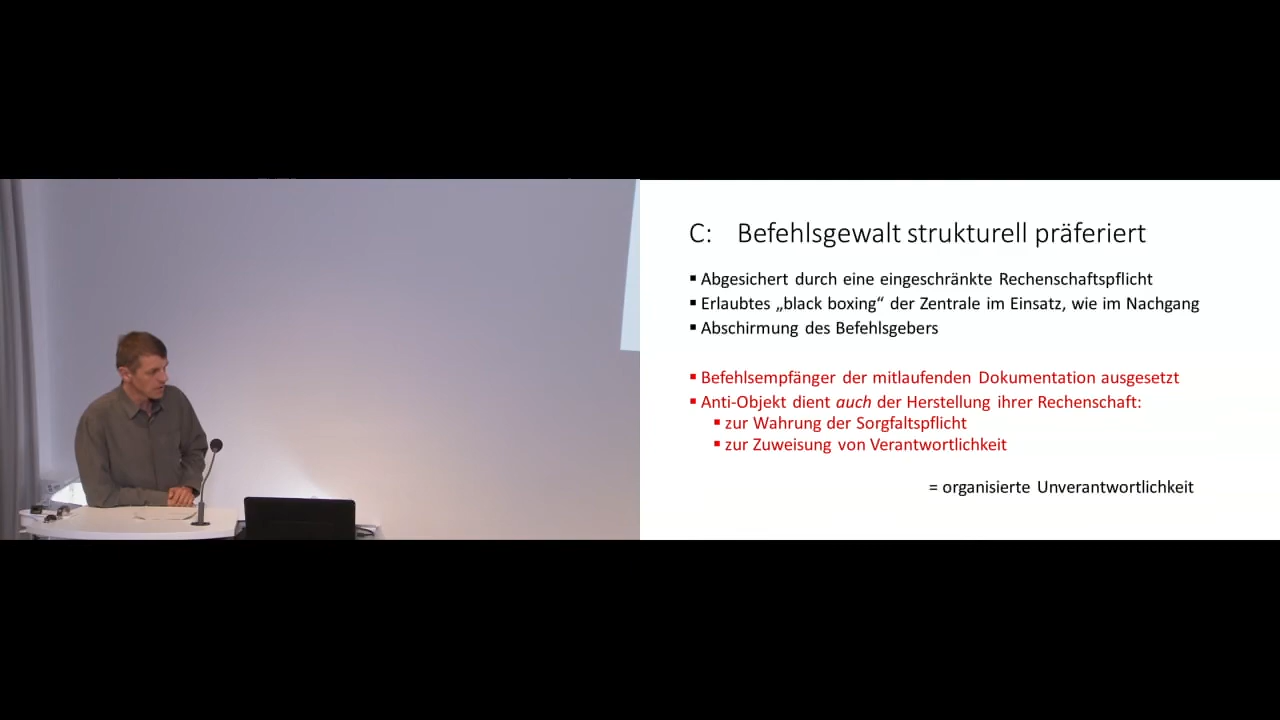 C: Befehlsgewalt strukturell präferiert
▪ Abgesichert durch eine eingeschränkte Rechenschaftspflicht
▪ Erlaubtes „black boxing“ der Zentrale im Einsatz, wie im Nachgang
▪ Abschirmung des Befehlsgebers
▪ Befehlsempfänger der mitlaufenden Dokumentation ausgesetzt
▪ Anti-Objekt dient auch der Herstellung ihrer Rechenschaft:
▪ zur Wahrung der Sorgfaltspflicht
▪ zur Zuweisung von Verantwortlichkeit
= organisierte Unverantwortlichkeit